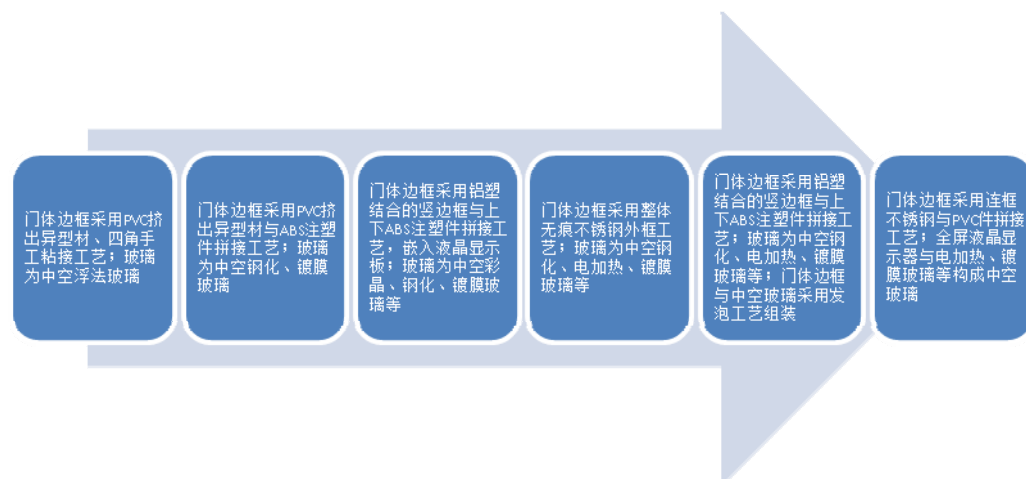 门体边框采用PVC挤
出异型材、四角手
工粘接工艺；玻璃
为中空浮法玻璃
门体边框采用PVC挤
出异型材与ABS注塑
件拼接工艺；玻璃
为中空钢化、镀膜
玻璃
门体边框采用铝塑
结合的竖边框与上
下ABS注塑件拼接工
艺，嵌入液晶显示
板；玻璃为中空彩
晶、钢化、镀膜玻
璃等
门体边框采用整体
无痕不锈钢外框工
艺；玻璃为中空钢
化、电加热、镀膜
玻璃等
门体边框采用铝塑
结合的竖边框与上
下ABS注塑件拼接工
艺；玻璃为中空钢
化、电加热、镀膜
玻璃等；门体边框
与中空玻璃采用发
泡工艺组装
门体边框采用连框
不锈钢与PVC件拼接
工艺；全屏液晶显
示器与电加热、镀
膜玻璃等构成中空
玻璃